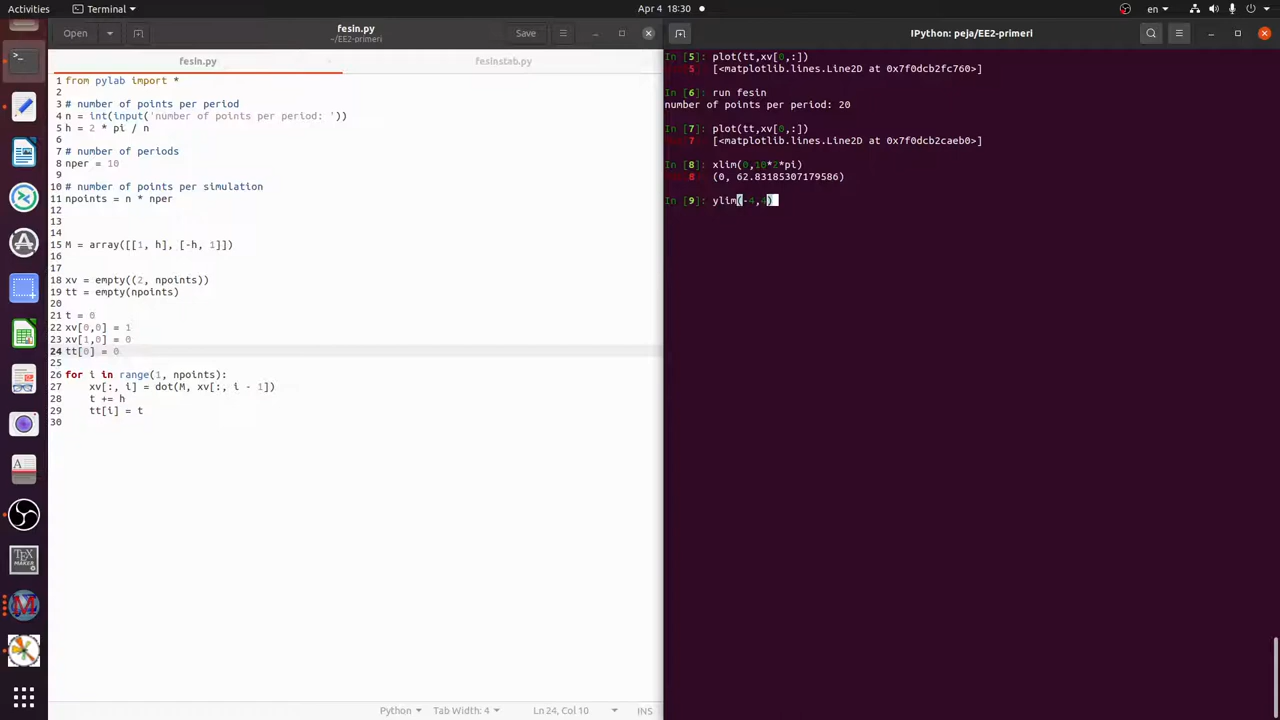 Activities
Terminal
Apr 4 18:30
en
Open
fesin.py
~/EE2-primeri
Save
fesin.py
fesinstab.py
1 from pylab import *
2
3 # number of points per period
4 n = int(input('number of points per period: '))
5 h = 2 * pi / n
6
7 # number of periods
8 nper = 10
9
10 # number of points per simulation
11 npoints = n * nper
12
13
14
15 M = array([[1, h], [-h, 1]])
16
17
18 xv = empty((2, npoints))
19 tt = empty(npoints)
20
21 t = 0
22 xv[0,0] = 1
23 xv[1,0] = 0
24 tt[0] = 0
25
26 for i in range(1, npoints):
27     xv[:, i] = dot(M, xv[:, i - 1])
28     t += h
29     tt[i] = t
30
Python
Tab Width: 4
Ln 24, Col 10
INS
IPython: peja/EE2-primeri
In [5]: plot(tt,xv[0,:])
5 [<matplotlib.lines.Line2D at 0x7f0dcb2fc760>]
In [6]: run fesin
number of points per period: 20
In [7]: plot(tt,xv[0,:])
7 [<matplotlib.lines.Line2D at 0x7f0dcb2caeb0>]
In [8]: xlim(0,10*2*pi)
8 (0, 62.83185307179586)
In [9]: ylim(-4,4)